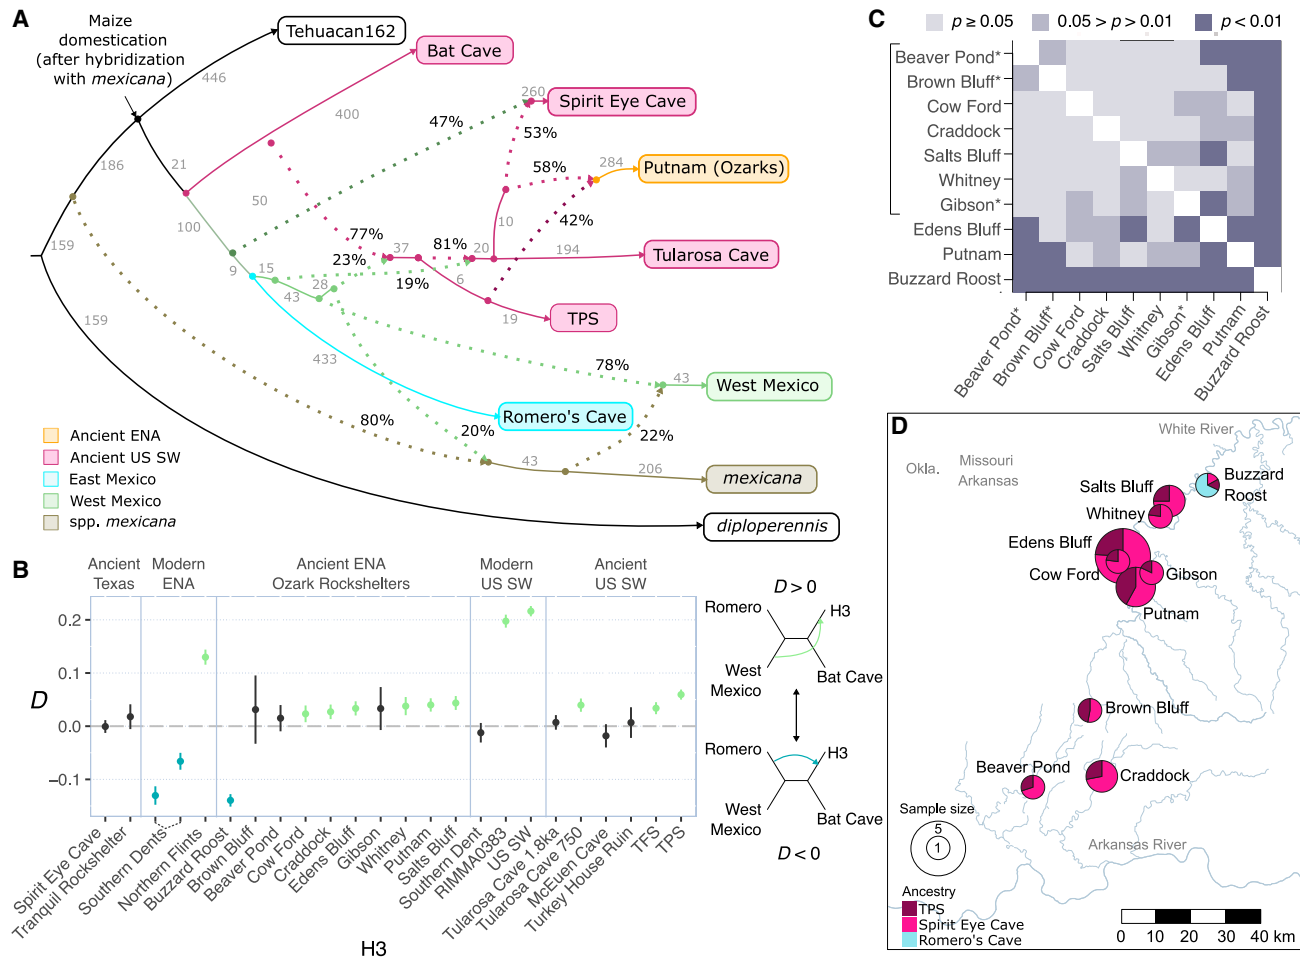 A
Maize
domestication
(after hybridization
with mexicana)
Tehuacan162
Bat Cave
Spirit Eye Cave
Putnam (Ozarks)
Tularosa Cave
TPS
West Mexico
Romero's Cave
mexicana
diploperennis
446
400
260
47%
53%
186
21
58%
284
50
42%
100
10
159
77%
37
81%
20
194
9
15
23%
28
19%
6
43
19
159
433
78%
43
80%
20%
22%
43
206
Ancient ENA
Ancient US SW
East Mexico
West Mexico
spp. mexicana
B
Ancient
Texas
Modern
ENA
Ancient ENA
Ozark Rockshelters
Modern
US SW
Ancient
US SW
D
0.2
0.1
0.0
−0.1
Spirit Eye Cave
Tranquil Rockshelter
Southern Dents
Northern Flints
Buzzard Roost
Brown Bluff
Beaver Pond
Cow Ford
Craddock
Edens Bluff
Gibson
Whitney
Putnam
Salts Bluff
Southern Dent
RIMMA0383
US SW
Tularosa Cave 1.8ka
Tularosa Cave 750
McEuen Cave
Turkey House Ruin
TFS
TPS
H3
D > 0
Romero
H3
West
Mexico
Bat Cave
Romero
H3
West
Mexico
Bat Cave
D < 0
C
p ≥ 0.05
0.05 > p > 0.01
p < 0.01
Beaver Pond*
Brown Bluff*
Cow Ford
Craddock
Salts Bluff
Whitney
Gibson*
Edens Bluff
Putnam
Buzzard Roost
Beaver Pond*
Brown Bluff*
Cow Ford
Craddock
Salts Bluff
Whitney
Gibson*
Edens Bluff
Putnam
Buzzard Roost
D
White River
Okla.
Missouri
Arkansas
Buzzard
Roost
Salts Bluff
Whitney
Edens Bluff
Cow Ford
Gibson
Putnam
Brown Bluff
Beaver Pond
Craddock
Sample size
5
1
Arkansas River
Ancestry
TPS
Spirit Eye Cave
Romero's Cave
0 10 20 30 40 km